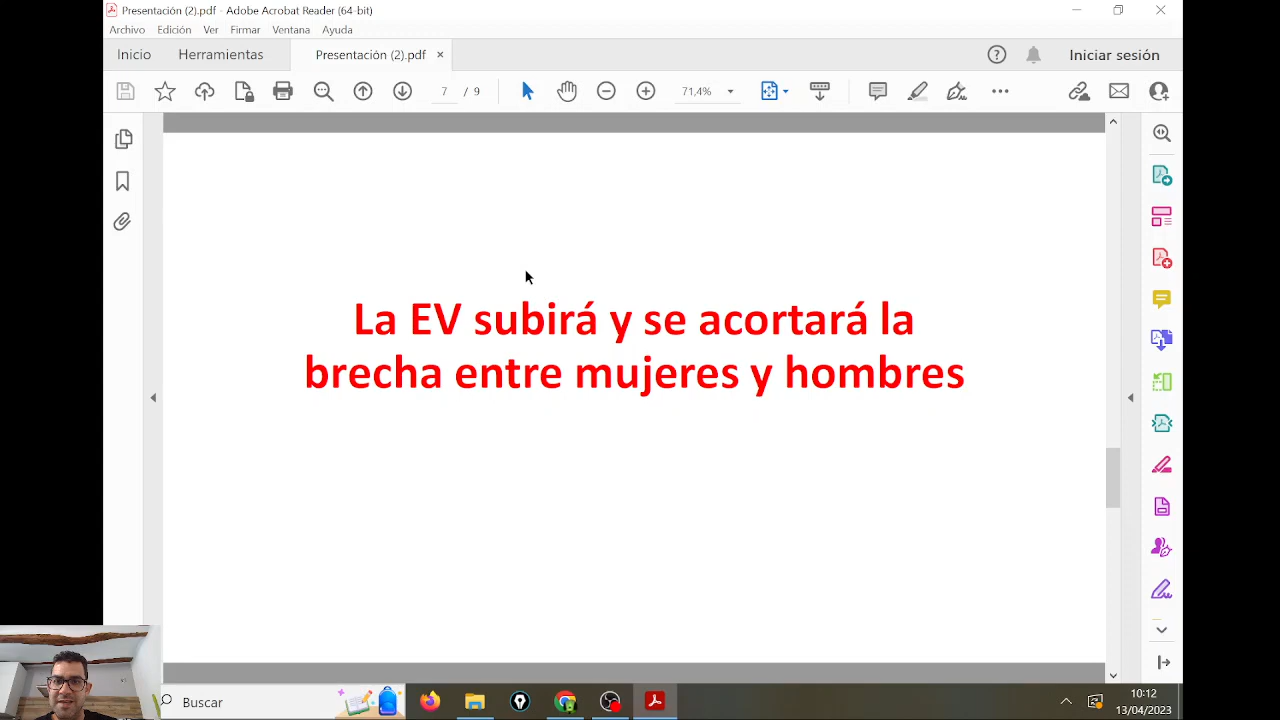 Presentación (2).pdf - Adobe Acrobat Reader (64-bit)
Archivo Edición Ver Firmar Ventana Ayuda
Inicio Herramientas Presentación (2).pdf × Iniciar sesión
7 / 9 71,4%
La EV subirá y se acortará la
brecha entre mujeres y hombres
Buscar
10:12
13/04/2023